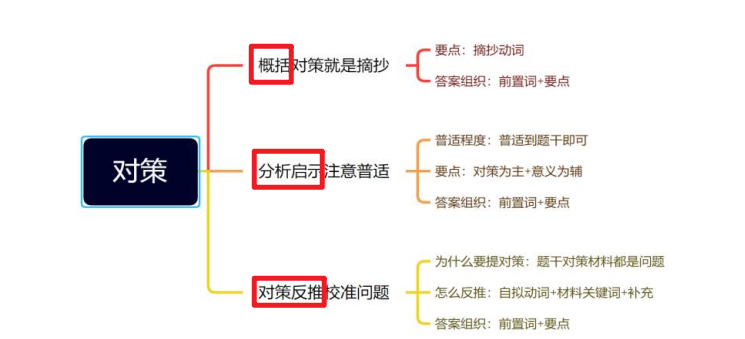 对策
概括对策就是摘抄
要点：摘抄动词
答案组织：前置词+要点
分析启示注意普适
普适程度：普适到题干即可
要点：对策为主+意义为辅
答案组织：前置词+要点
对策反推校准问题
为什么要提对策：题干对策材料都是问题
怎么反推：自拟动词+材料关键词+补充
答案组织：前置词+要点